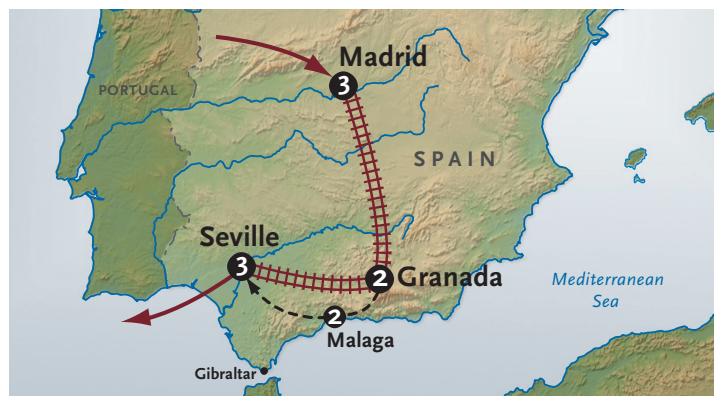 Madrid
3
PORTUGAL
SPAIN
Seville
3
2
Granada
Mediterranean
Sea
2
Malaga
Gibraltar